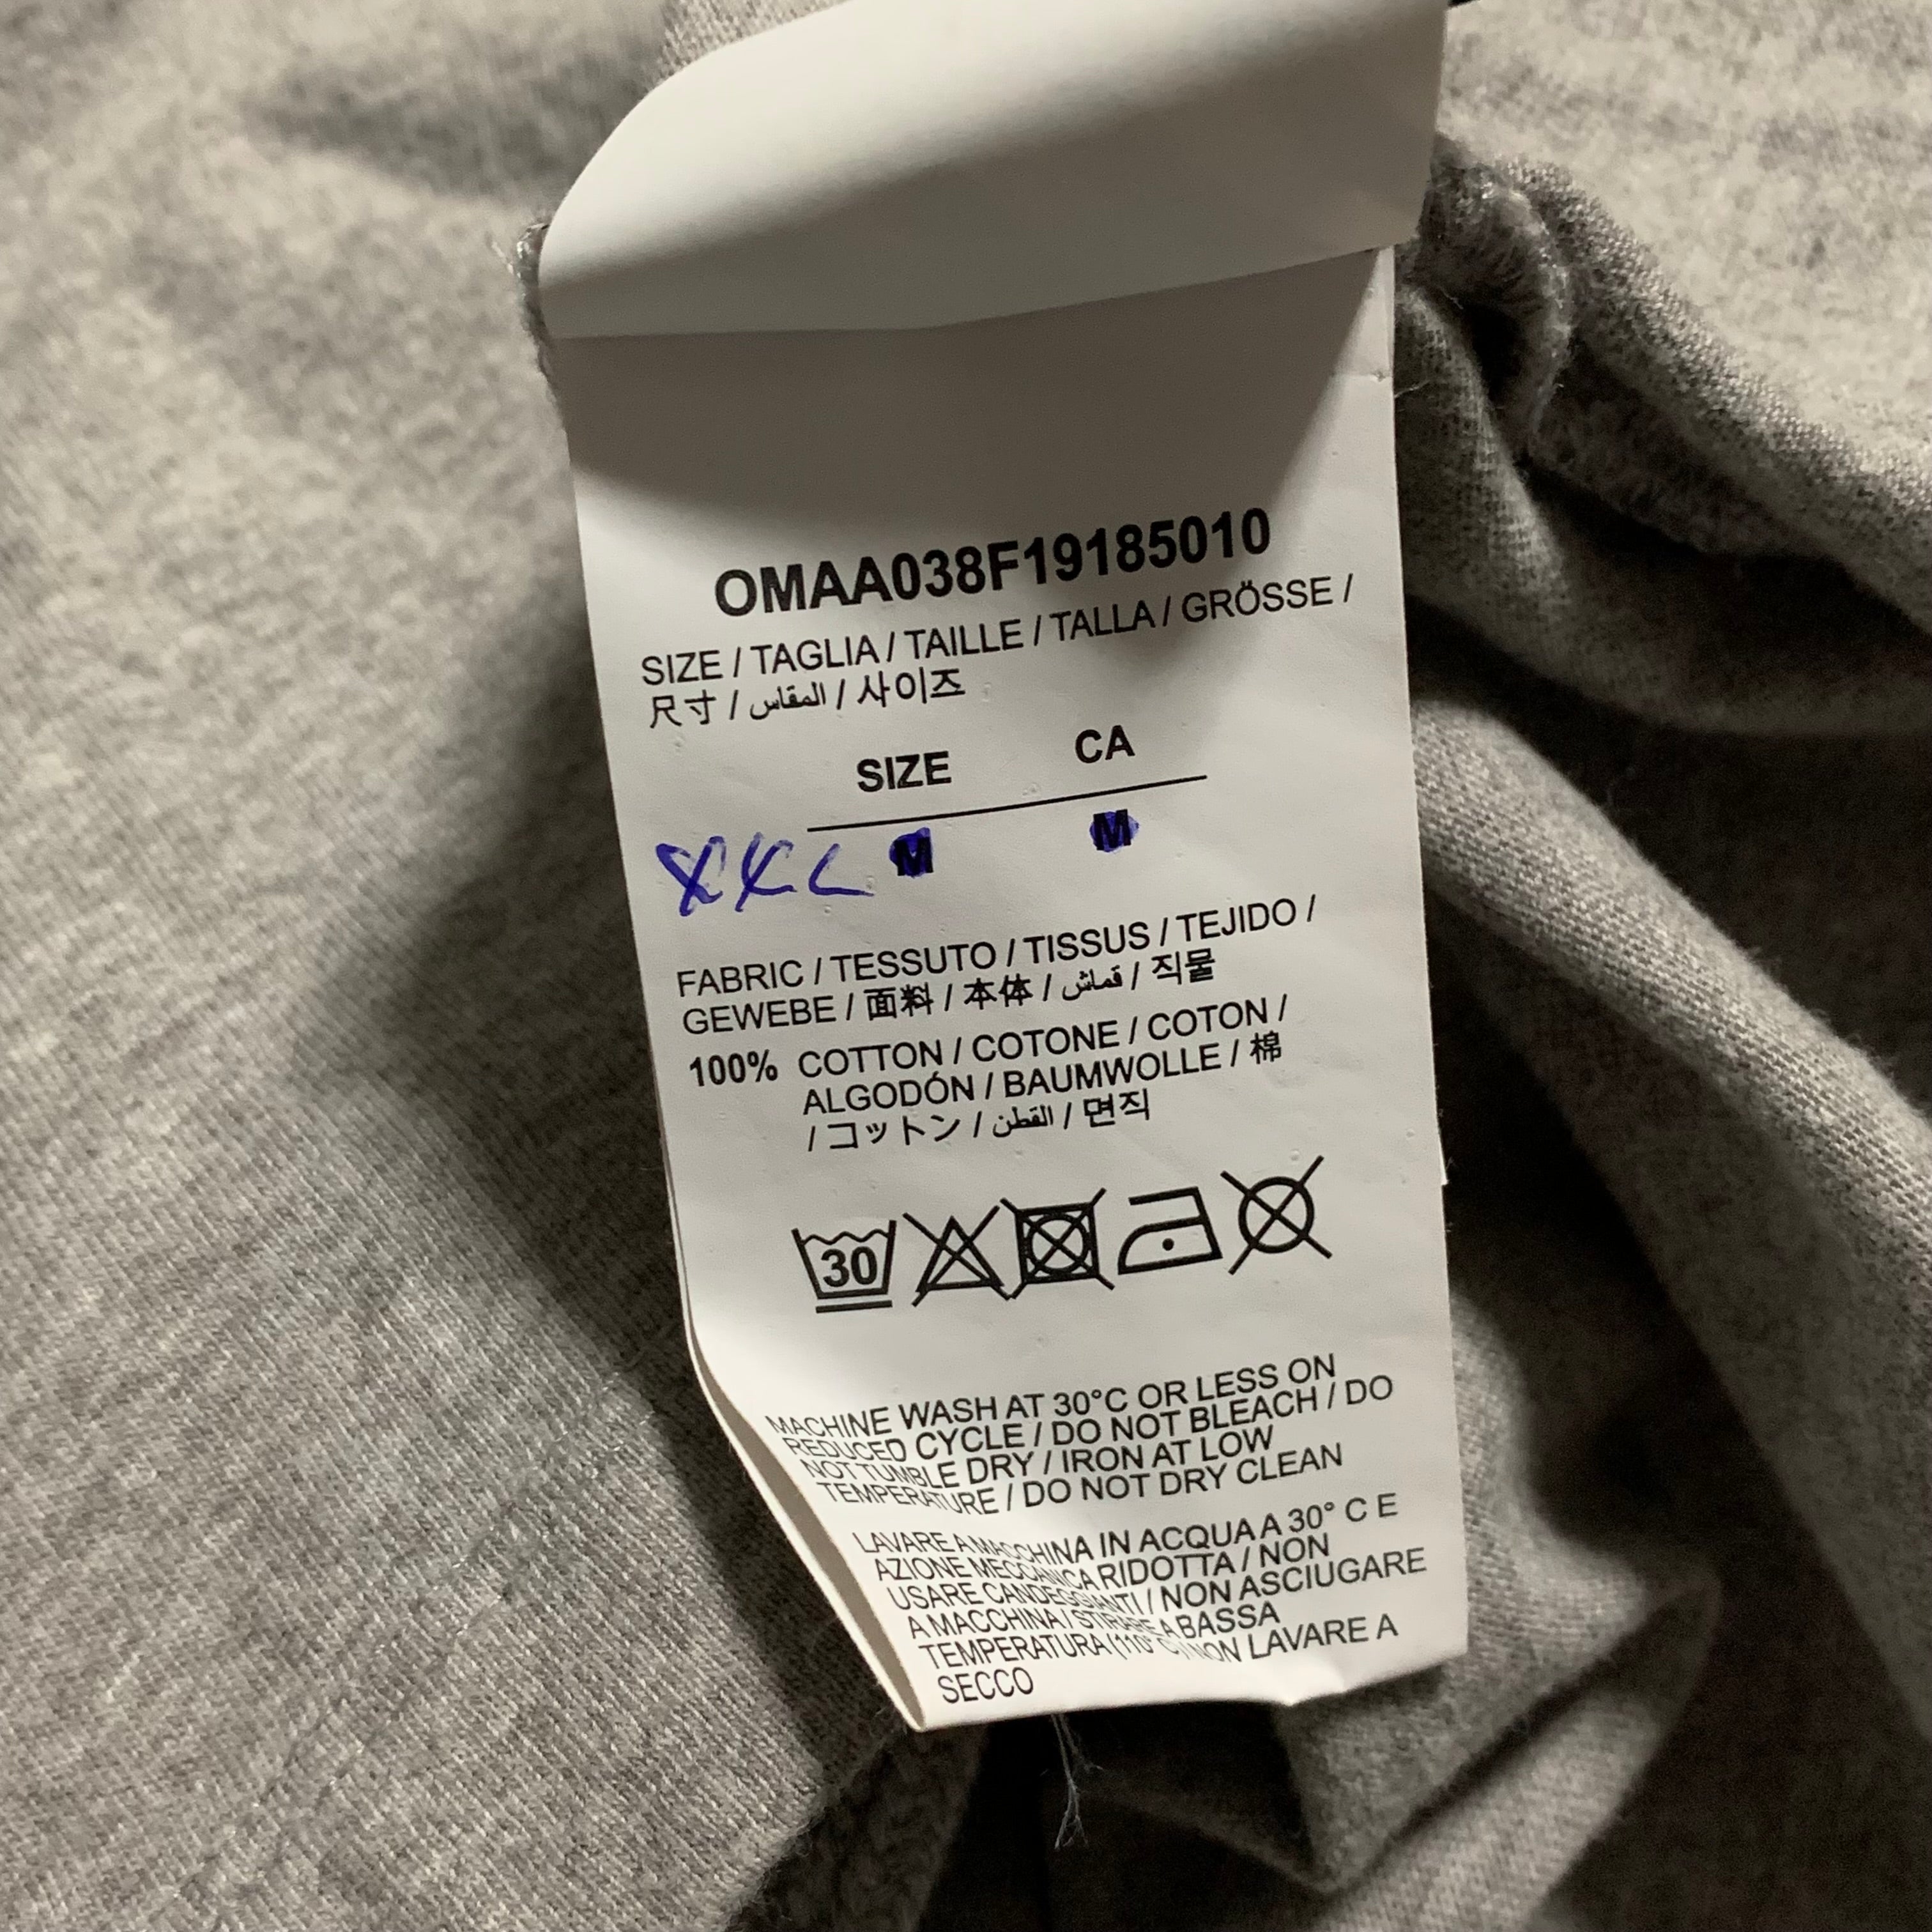 OMAA038F19185010
SIZE / TAGLIA / TAILLE / TALLA / GRÖSSE /
尺寸 / المقاس / 사이즈
SIZE CA
XXL M M
FABRIC / TESSUTO / TISSUS / TEJIDO /
GEWEBE / 面料 / 本体 / قماش / 직물
100% COTTON / COTONE / COTON /
ALGODÓN / BAUMWOLLE / 棉
/ コットン / القطن / 면직
30
MACHINE WASH AT 30°C OR LESS ON
REDUCED CYCLE / DO NOT BLEACH / DO
NOT TUMBLE DRY / IRON AT LOW
TEMPERATURE / DO NOT DRY CLEAN
LAVARE A MACCHINA IN ACQUA A 30° C E
AZIONE MECCANICA RIDOTTA / NON
USARE CANDEGGIANTI / NON ASCIUGARE
A MACCHINA / STIRARE A BASSA
TEMPERATURA (110° C) / NON LAVARE A
SECCO